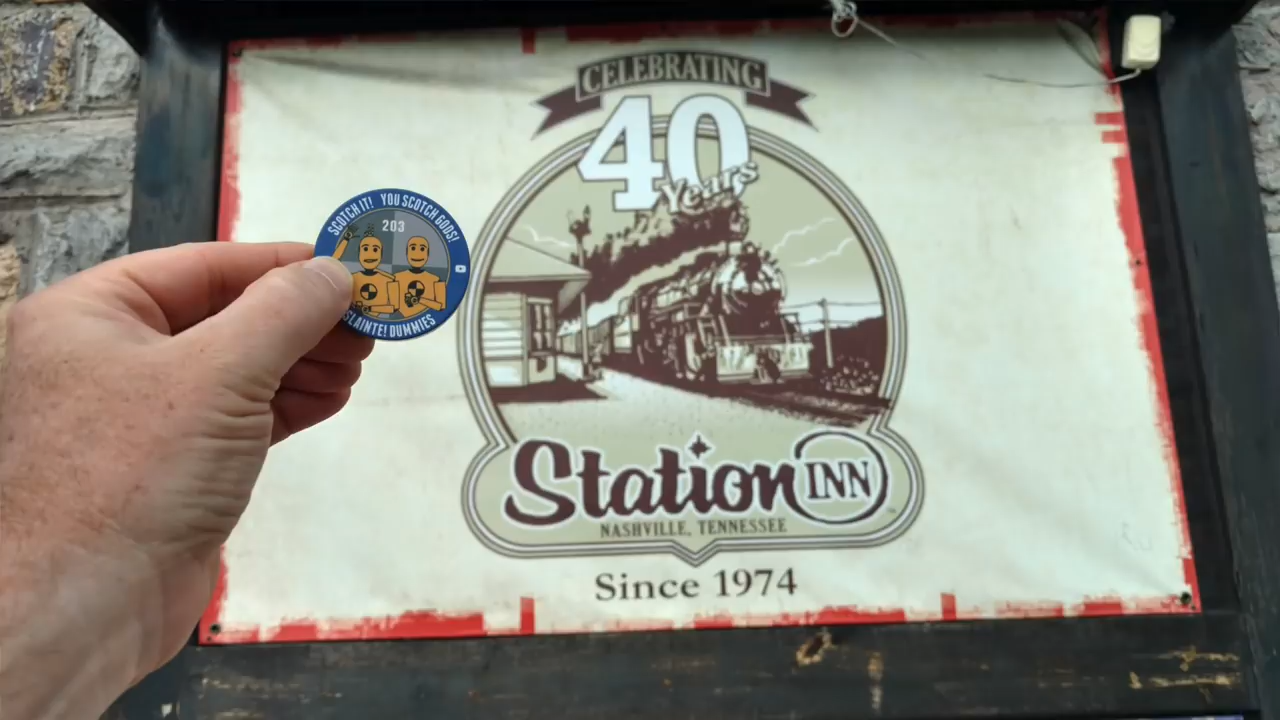 CELEBRATING
40
Years
SCOTCH IT! YOU SCOTCH GODS!
203
SLAINTE! DUMMIES
Station INN
NASHVILLE, TENNESSEE
Since 1974